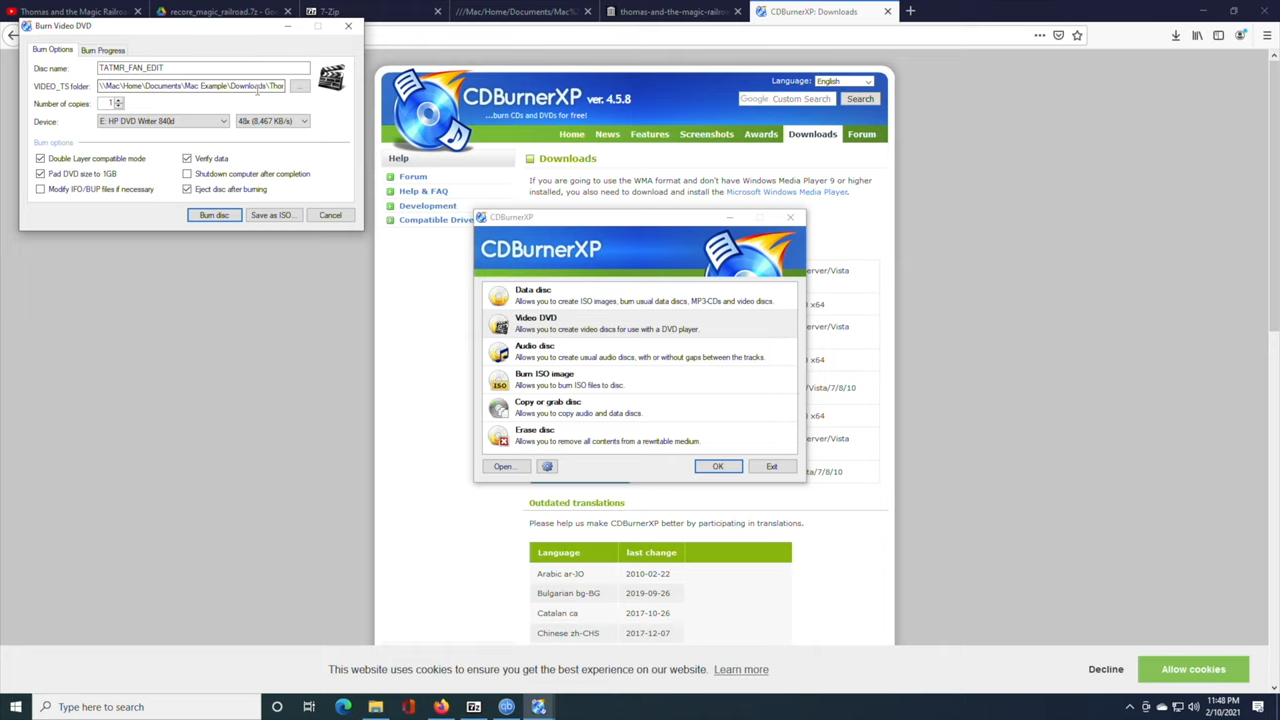 Thomas and the Magic Railroad
recore_magic_railroad.7z - Goo
7-Zip
///Mac/Home/Documents/Mac%
thomas-and-the-magic-railroad
CDBurnerXP: Downloads
Burn Video DVD
Burn Options
Burn Progress
Disc name:
TATMR_FAN_EDIT
VIDEO_TS folder:
\\Mac\Home\Documents\Mac Example\Downloads\Thor
...
Number of copies:
1
Device:
E: HP DVD Writer 840d
48x (8,467 KB/s)
Burn options
Double Layer compatible mode
Verify data
Pad DVD size to 1GB
Shutdown computer after completion
Modify IFO/BUP files if necessary
Eject disc after burning
Burn disc
Save as ISO...
Cancel
CDBurnerXP ver. 4.5.8
...burn CDs and DVDs for free!
Language: English
Google Custom Search
Search
Home News Features Screenshots Awards Downloads Forum
Help
Forum
Help & FAQ
Development
Compatible Drive
Downloads
If you are going to use the WMA format and don't have Windows Media Player 9 or higher
installed, you also need to download and install the Microsoft Windows Media Player.
CDBurnerXP
CDBurnerXP
Data disc
Allows you to create ISO images, burn usual data discs, MP3-CDs and video discs.
Video DVD
Allows you to create video discs for use with a DVD player.
Audio disc
Allows you to create usual audio discs, with or without gaps between the tracks.
Burn ISO image
Allows you to burn ISO files to disc.
ISO
Copy or grab disc
Allows you to copy audio and data discs.
Erase disc
Allows you to remove all contents from a rewritable medium.
Open...
OK
Exit
erver/Vista
x64
erver/Vista
x64
/Vista/7/8/10
x64
erver/Vista
/7/8/10
Outdated translations
Please help us make CDBurnerXP better by participating in translations.
Language last change
Arabic ar-JO 2010-02-22
Bulgarian bg-BG 2019-09-26
Catalan ca 2017-10-26
Chinese zh-CHS 2017-12-07
This website uses cookies to ensure you get the best experience on our website. Learn more
Decline
Allow cookies
Type here to search
7z
qb
11:48 PM
2/10/2021